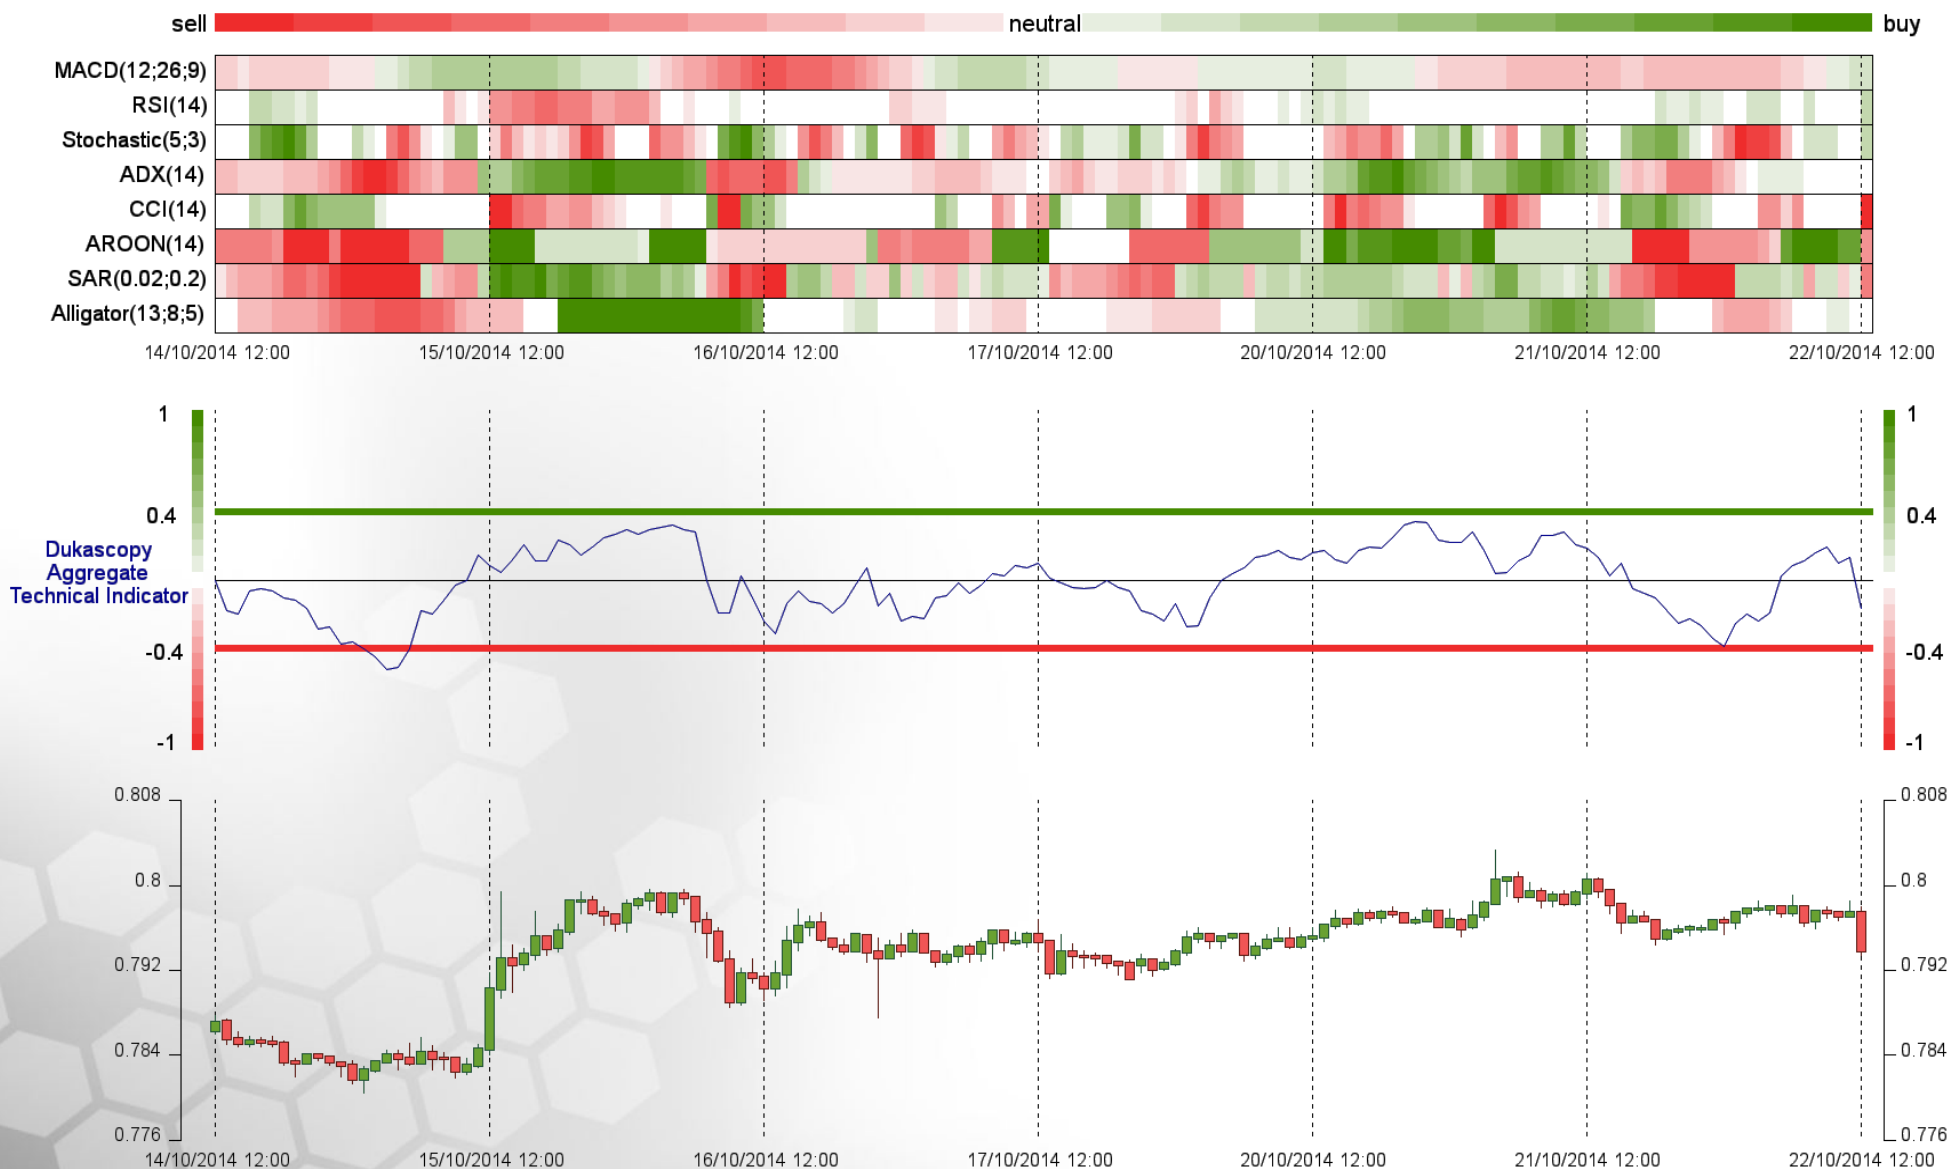 sell neutral buy
MACD(12;26;9)
RSI(14)
Stochastic(5;3)
ADX(14)
CCI(14)
AROON(14)
SAR(0.02;0.2)
Alligator(13;8;5)
14/10/2014 12:00 15/10/2014 12:00 16/10/2014 12:00 17/10/2014 12:00 20/10/2014 12:00 21/10/2014 12:00 22/10/2014 12:00
1 1
0.4 0.4
Dukascopy
Aggregate
Technical Indicator
-0.4 -0.4
-1 -1
0.808 0.808
0.8 0.8
0.792 0.792
0.784 0.784
0.776 0.776
14/10/2014 12:00 15/10/2014 12:00 16/10/2014 12:00 17/10/2014 12:00 20/10/2014 12:00 21/10/2014 12:00 22/10/2014 12:00